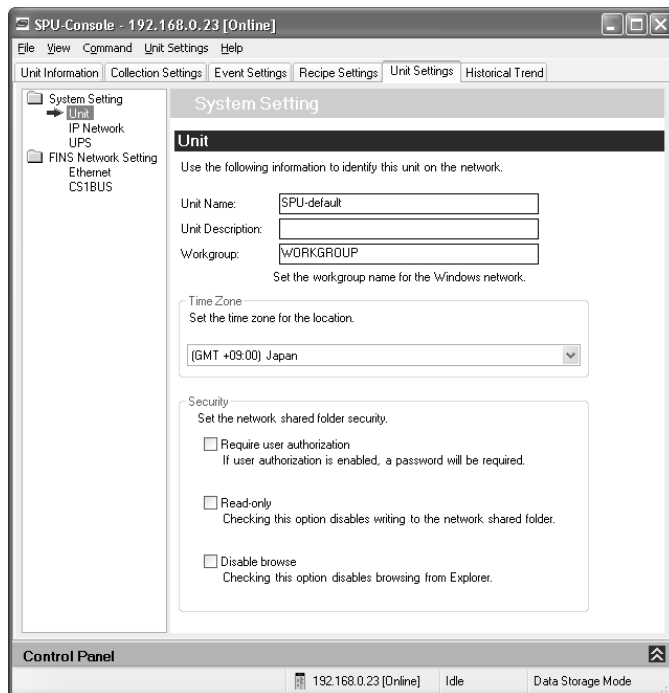 SPU-Console - 192.168.0.23 [Online]
File View Command Unit Settings Help
Unit Information Collection Settings Event Settings Recipe Settings Unit Settings Historical Trend
System Setting
Unit
IP Network
UPS
FINS Network Setting
Ethernet
CS1BUS
System Setting
Unit
Use the following information to identify this unit on the network.
Unit Name: SPU-default
Unit Description:
Workgroup: WORKGROUP
Set the workgroup name for the Windows network.
Time Zone
Set the time zone for the location.
(GMT +09:00) Japan
Security
Set the network shared folder security.
Require user authorization
If user authorization is enabled, a password will be required.
Read-only
Checking this option disables writing to the network shared folder.
Disable browse
Checking this option disables browsing from Explorer.
Control Panel
192.168.0.23 [Online] Idle Data Storage Mode